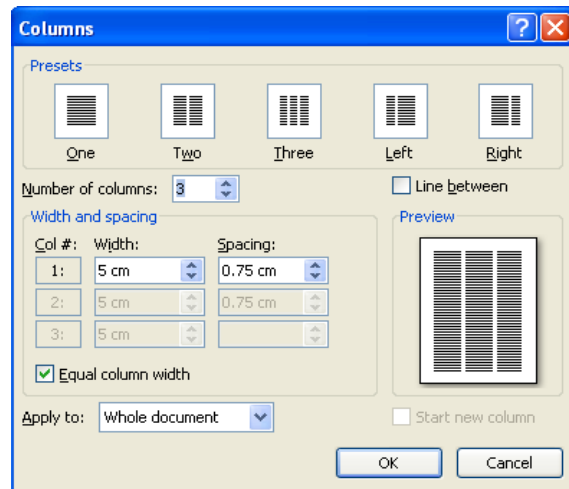 Columns
Presets
One Two Three Left Right
Number of columns: 3 Line between
Width and spacing Preview
Col #: Width: Spacing:
1: 5 cm 0.75 cm
2: 5 cm 0.75 cm
3: 5 cm
Equal column width
Apply to: Whole document Start new column
OK Cancel